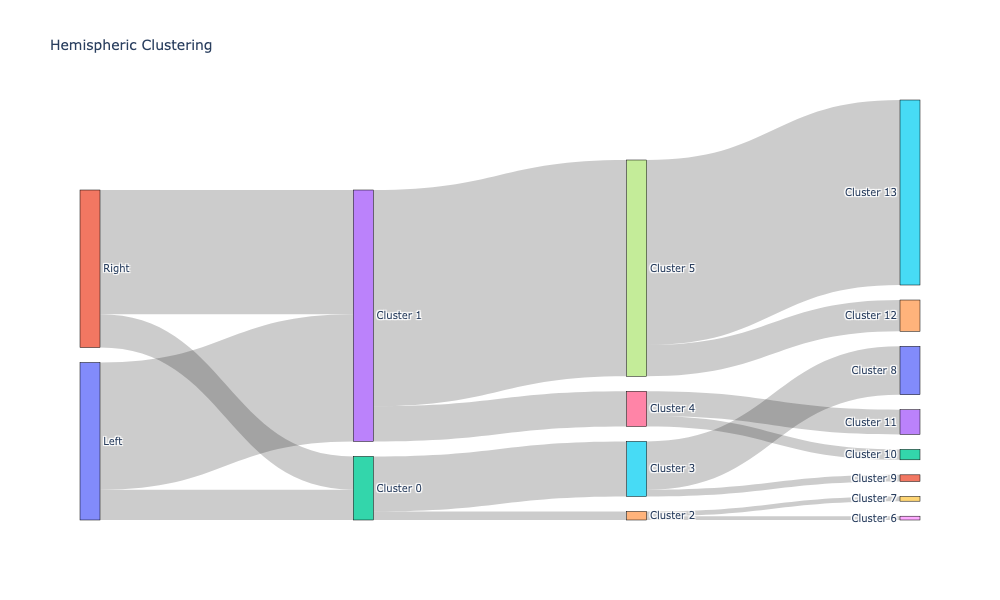 Hemispheric Clustering
Right
Left
Cluster 1
Cluster 0
Cluster 5
Cluster 4
Cluster 3
Cluster 2
Cluster 13
Cluster 12
Cluster 8
Cluster 11
Cluster 10
Cluster 9
Cluster 7
Cluster 6